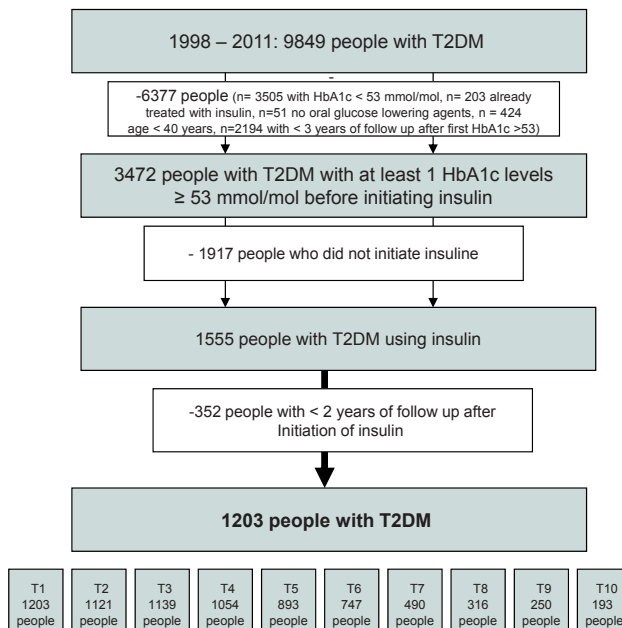 1998 – 2011: 9849 people with T2DM
-
-6377 people (n= 3505 with HbA1c < 53 mmol/mol, n= 203 already
treated with insulin, n=51 no oral glucose lowering agents, n = 424
age < 40 years, n=2194 with < 3 years of follow up after first HbA1c >53)
3472 people with T2DM with at least 1 HbA1c levels
≥ 53 mmol/mol before initiating insulin
- 1917 people who did not initiate insuline
1555 people with T2DM using insulin
-352 people with < 2 years of follow up after
Initiation of insulin
1203 people with T2DM
T1
1203
people
T2
1121
people
T3
1139
people
T4
1054
people
T5
893
people
T6
747
people
T7
490
people
T8
316
people
T9
250
people
T10
193
people